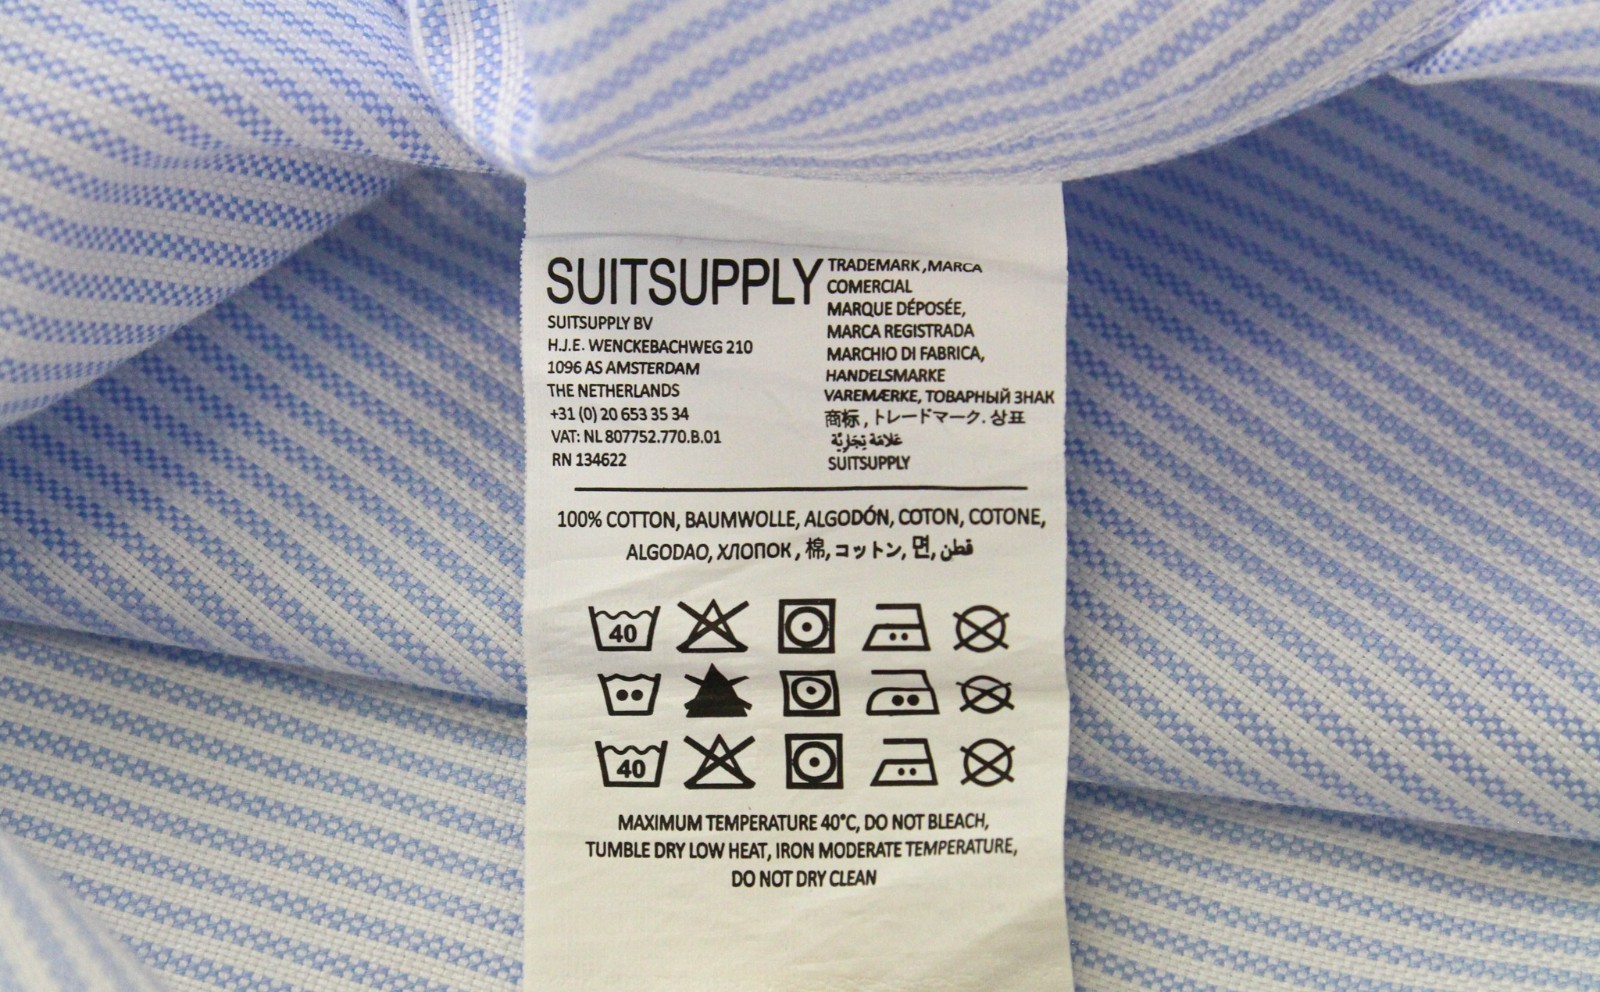 SUITSUPPLY
SUITSUPPLY BV
H.J.E. WENCKEBACHWEG 210
1096 AS AMSTERDAM
THE NETHERLANDS
+31 (0) 20 653 35 34
VAT: NL 807752.770.B.01
RN 134622
TRADEMARK ,MARCA
COMERCIAL
MARQUE DÉPOSÉE,
MARCA REGISTRADA
MARCHIO DI FABRICA,
HANDELSMARKE
VAREMÆRKE, ТОВАРНЫЙ ЗНАК
商标 , トレードマーク. 상표
عَلامَة تِجَارِيَّة
SUITSUPPLY
100% COTTON, BAUMWOLLE, ALGODÓN, COTON, COTONE,
ALGODAO, ХЛОПОК , 棉, コットン, 면, قطن
40
40
MAXIMUM TEMPERATURE 40°C, DO NOT BLEACH,
TUMBLE DRY LOW HEAT, IRON MODERATE TEMPERATURE,
DO NOT DRY CLEAN